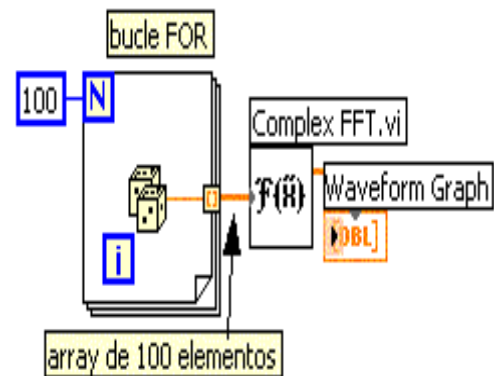 bucle FOR
100
N
Complex FFT.vi
F(x)
Waveform Graph
DBL]
i
array de 100 elementos